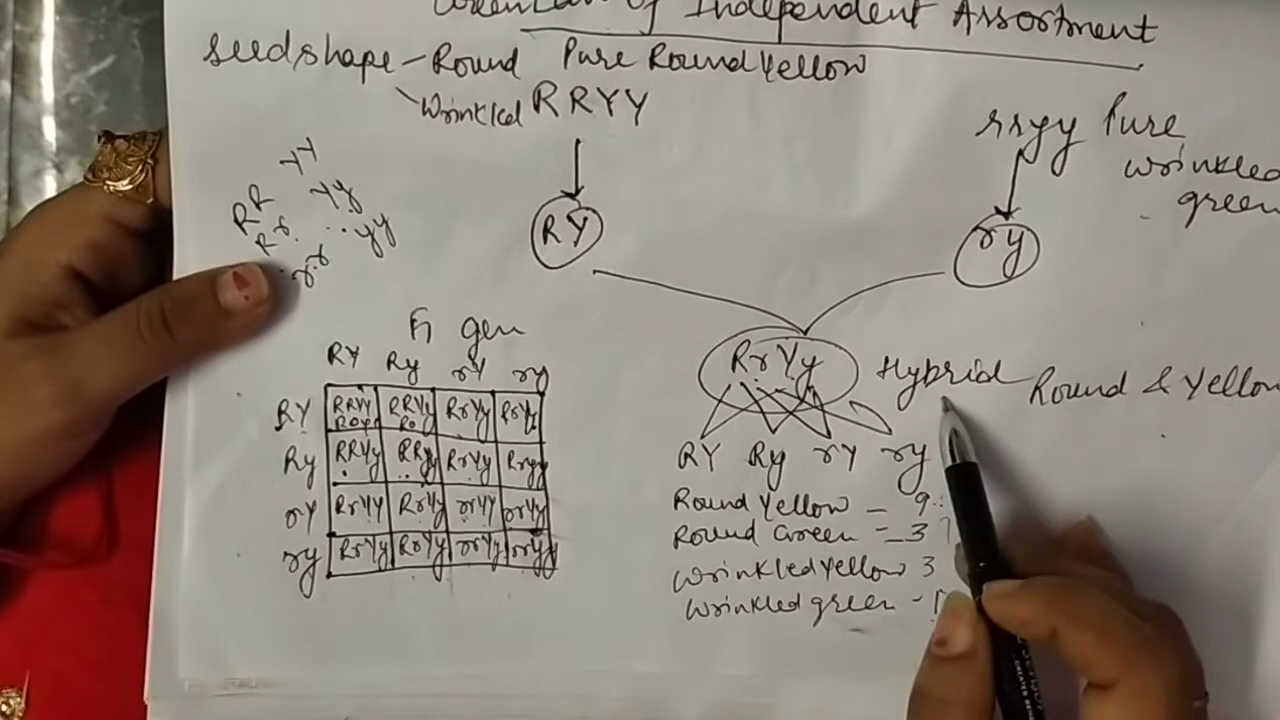 of Independent Assortment
seed shape - Round Pure Round Yellow
Wrinkled RRYY
rryy Pure
wrinkled
green
YY
RR Yy
Rr yy
rr
RY
ry
F1 gen
RY Ry rY ry
RrYy Hybrid Round & Yellow
RY RRYY RRYy RrYy RrYy
Ry RRYy RRyy RrYy Rryy
rY RrYY RrYy rrYY rrYy
ry RrYy RrYy rrYy rryy
RY Ry rY ry
Round Yellow - 9
Round Green = 3
Wrinkled Yellow 3
Wrinkled green - 1